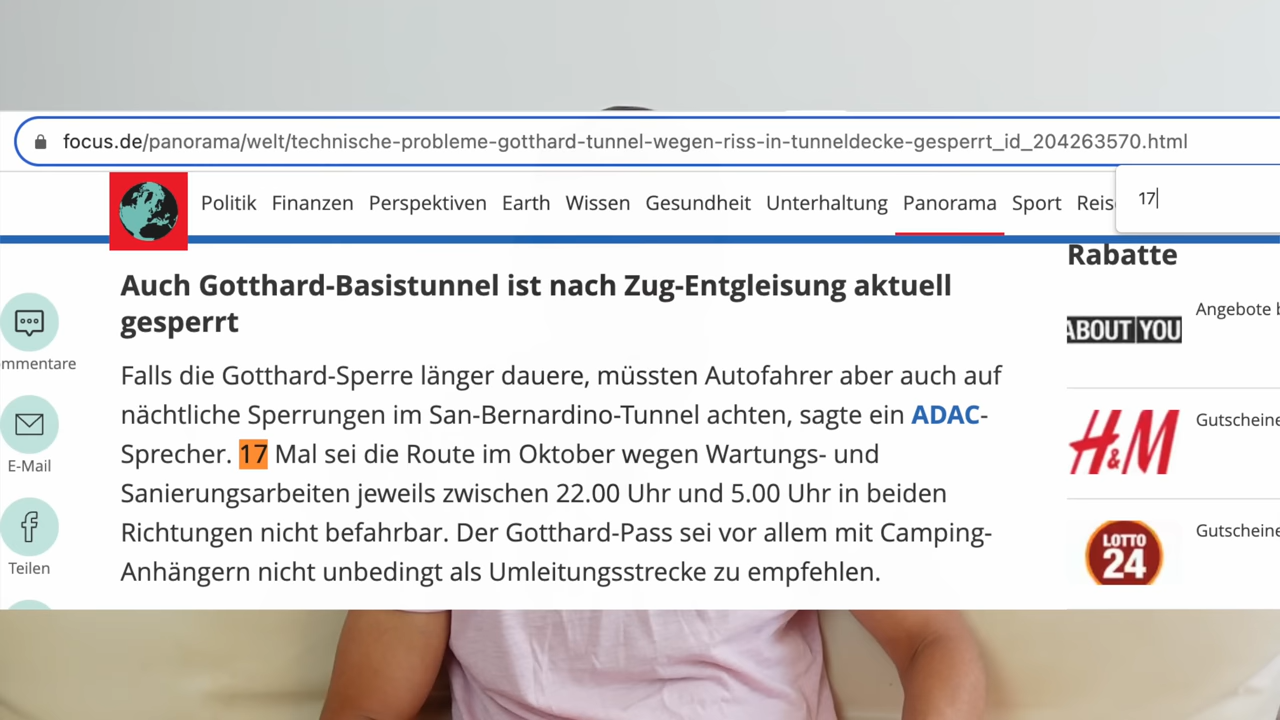 focus.de/panorama/welt/technische-probleme-gotthard-tunnel-wegen-riss-in-tunneldecke-gesperrt_id_204263570.html
Politik Finanzen Perspektiven Earth Wissen Gesundheit Unterhaltung Panorama Sport Reis
17
Rabatte
Auch Gotthard-Basistunnel ist nach Zug-Entgleisung aktuell
gesperrt
Falls die Gotthard-Sperre länger dauere, müssten Autofahrer aber auch auf
nächtliche Sperrungen im San-Bernardino-Tunnel achten, sagte ein ADAC-
Sprecher. 17 Mal sei die Route im Oktober wegen Wartungs- und
Sanierungsarbeiten jeweils zwischen 22.00 Uhr und 5.00 Uhr in beiden
Richtungen nicht befahrbar. Der Gotthard-Pass sei vor allem mit Camping-
Anhängern nicht unbedingt als Umleitungsstrecke zu empfehlen.
mmentare
E-Mail
Teilen
ABOUT YOU
Angebote
H&M
Gutscheine
LOTTO
24
Gutscheine